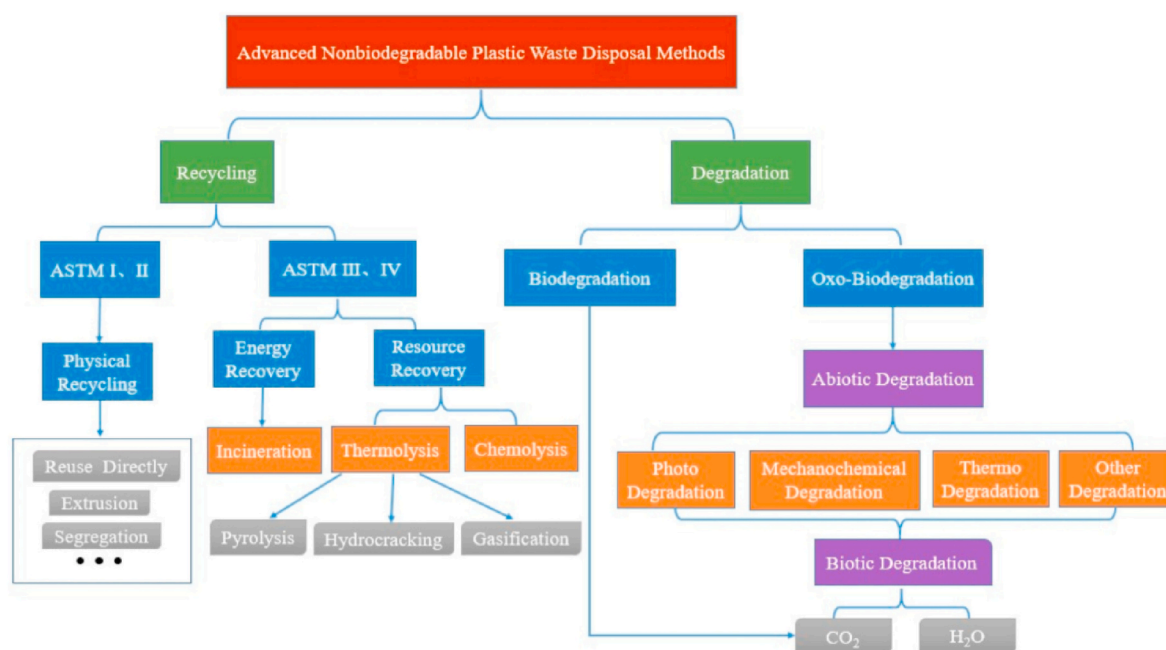 Advanced Nonbiodegradable Plastic Waste Disposal Methods
Recycling
Degradation
ASTM I、II
ASTM III、IV
Biodegradation
Oxo-Biodegradation
Physical
Recycling
Energy
Recovery
Resource
Recovery
Abiotic Degradation
Incineration
Thermolysis
Chemolysis
Photo
Degradation
Mechanochemical
Degradation
Thermo
Degradation
Other
Degradation
Reuse Directly
Extrusion
Segregation
• • •
Pyrolysis
Hydrocracking
Gasification
Biotic Degradation
CO₂
H₂O